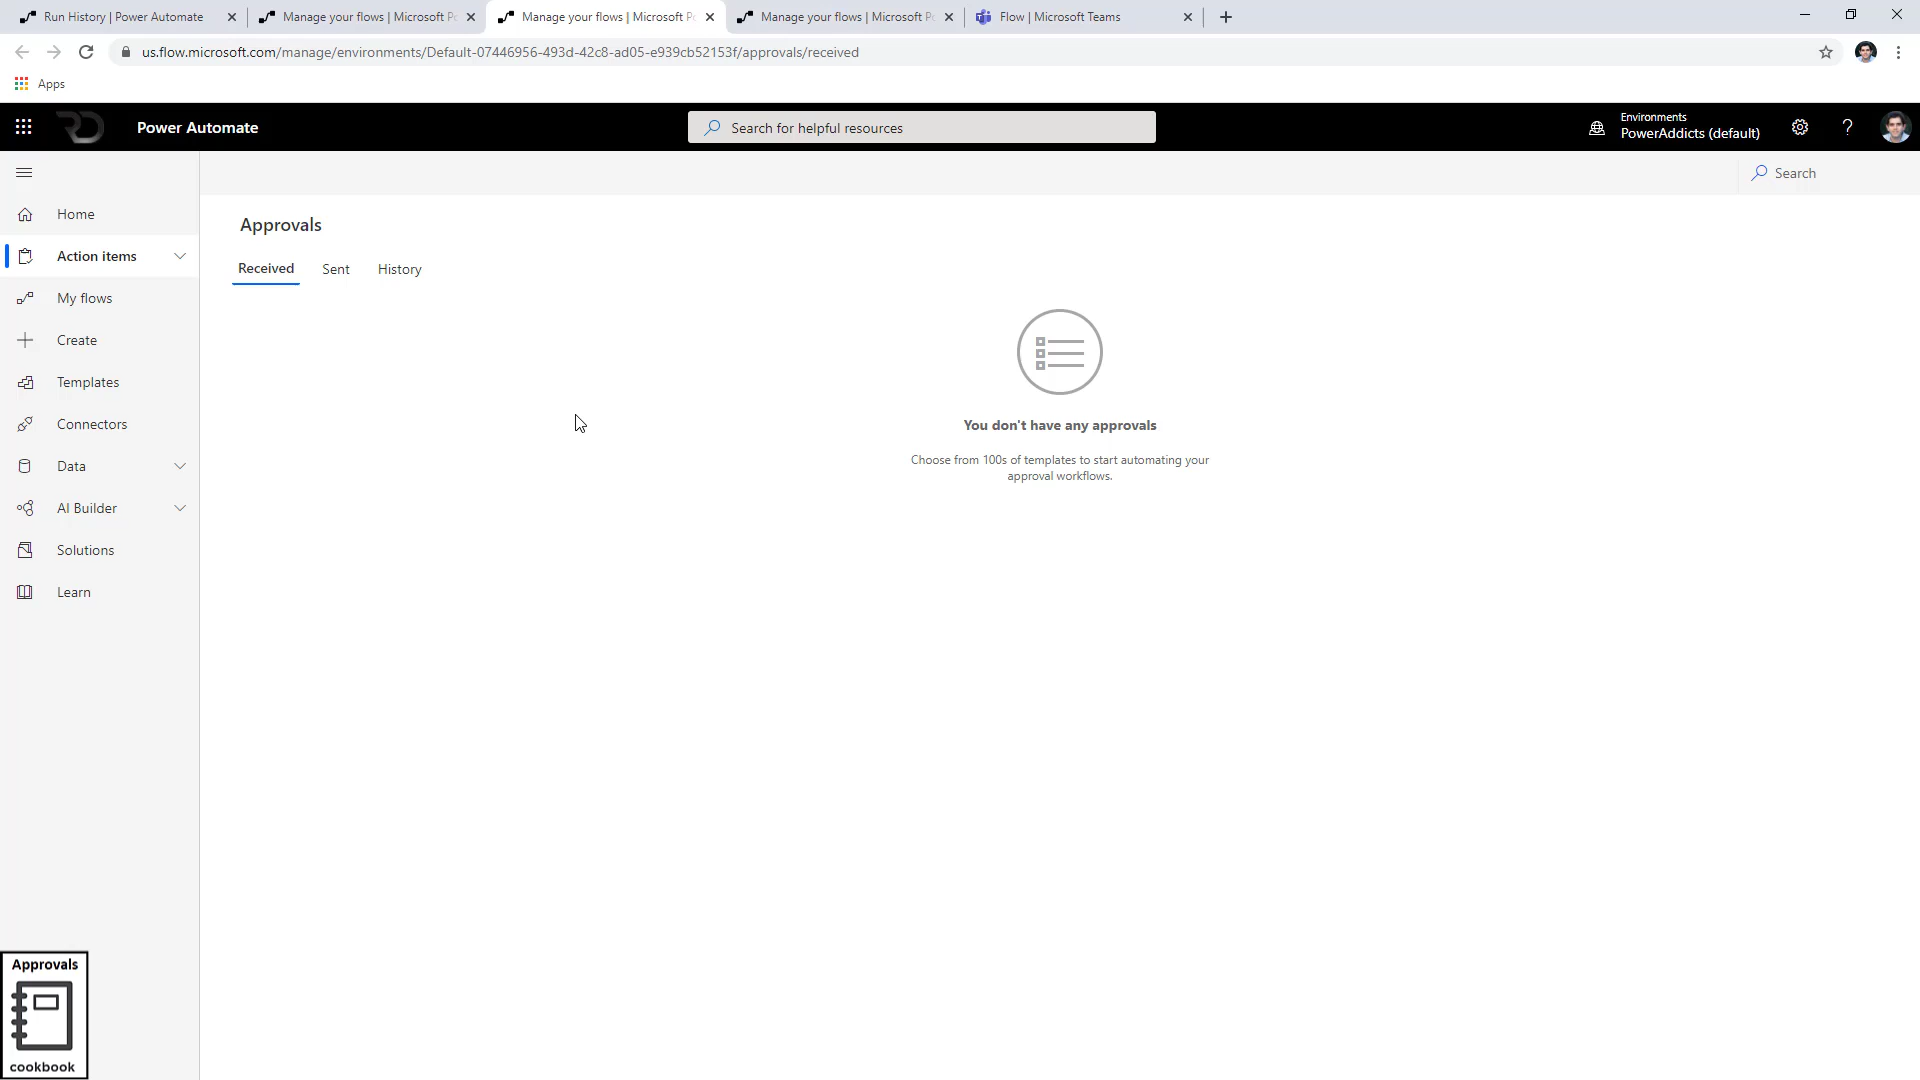 Run History | Power Automate
Manage your flows | Microsoft Po
Manage your flows | Microsoft Po
Manage your flows | Microsoft Po
Flow | Microsoft Teams
us.flow.microsoft.com/manage/environments/Default-07446956-493d-42c8-ad05-e939cb52153f/approvals/received
Apps
Power Automate
Search for helpful resources
Environments
PowerAddicts (default)
?
Search
Home
Action items
My flows
Create
Templates
Connectors
Data
AI Builder
Solutions
Learn
Approvals
Received
Sent
History
You don't have any approvals
Choose from 100s of templates to start automating your
approval workflows.
Approvals
cookbook